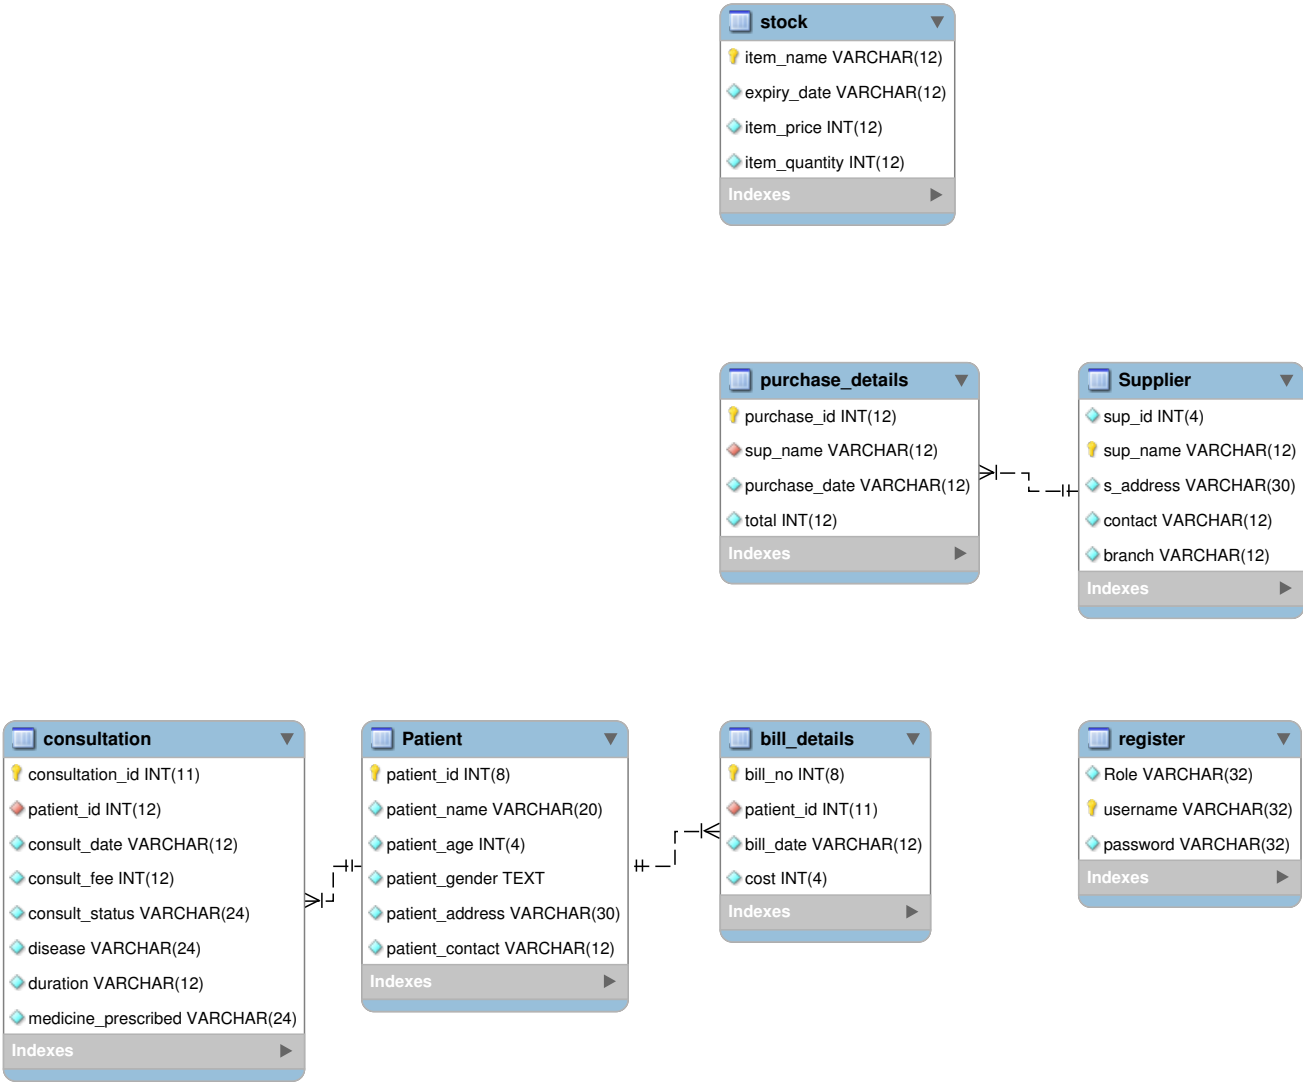 stock
item_name VARCHAR(12)
expiry_date VARCHAR(12)
item_price INT(12)
item_quantity INT(12)
Indexes
purchase_details
purchase_id INT(12)
sup_name VARCHAR(12)
purchase_date VARCHAR(12)
total INT(12)
Indexes
Supplier
sup_id INT(4)
sup_name VARCHAR(12)
s_address VARCHAR(30)
contact VARCHAR(12)
branch VARCHAR(12)
Indexes
consultation
consultation_id INT(11)
patient_id INT(12)
consult_date VARCHAR(12)
consult_fee INT(12)
consult_status VARCHAR(24)
disease VARCHAR(24)
duration VARCHAR(12)
medicine_prescribed VARCHAR(24)
Indexes
Patient
patient_id INT(8)
patient_name VARCHAR(20)
patient_age INT(4)
patient_gender TEXT
patient_address VARCHAR(30)
patient_contact VARCHAR(12)
Indexes
bill_details
bill_no INT(8)
patient_id INT(11)
bill_date VARCHAR(12)
cost INT(4)
Indexes
register
Role VARCHAR(32)
username VARCHAR(32)
password VARCHAR(32)
Indexes